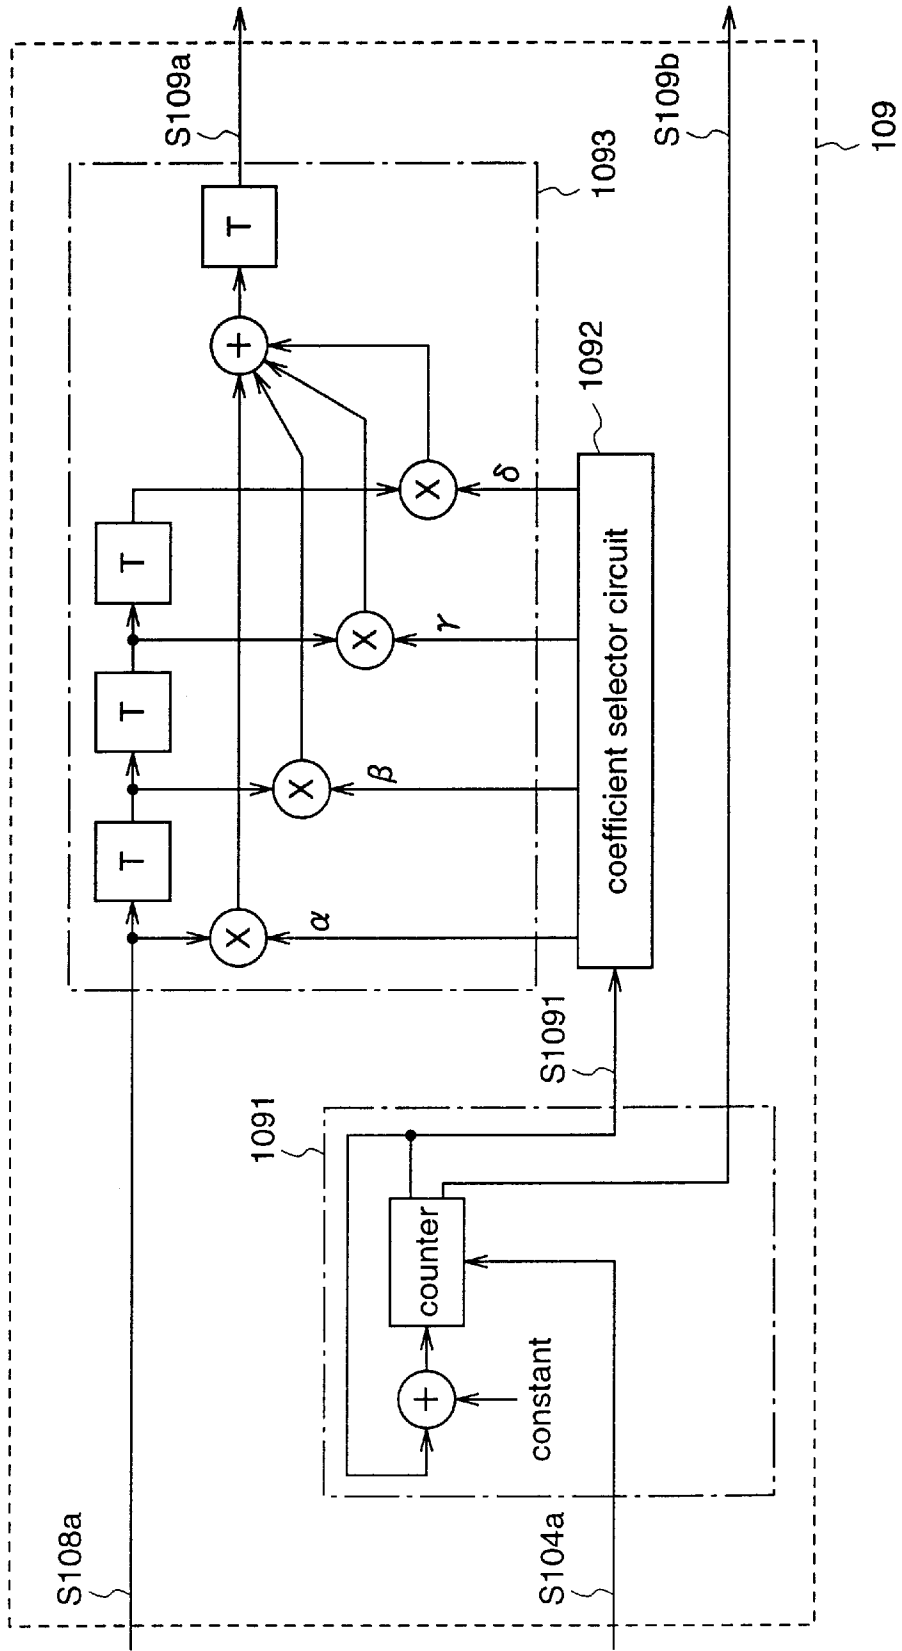 S108a
T
T
T
T
S109a
X
X
X
X
+
α
β
γ
δ
1093
1092
coefficient selector circuit
S1091
1091
counter
+
constant
S104a
S109b
109